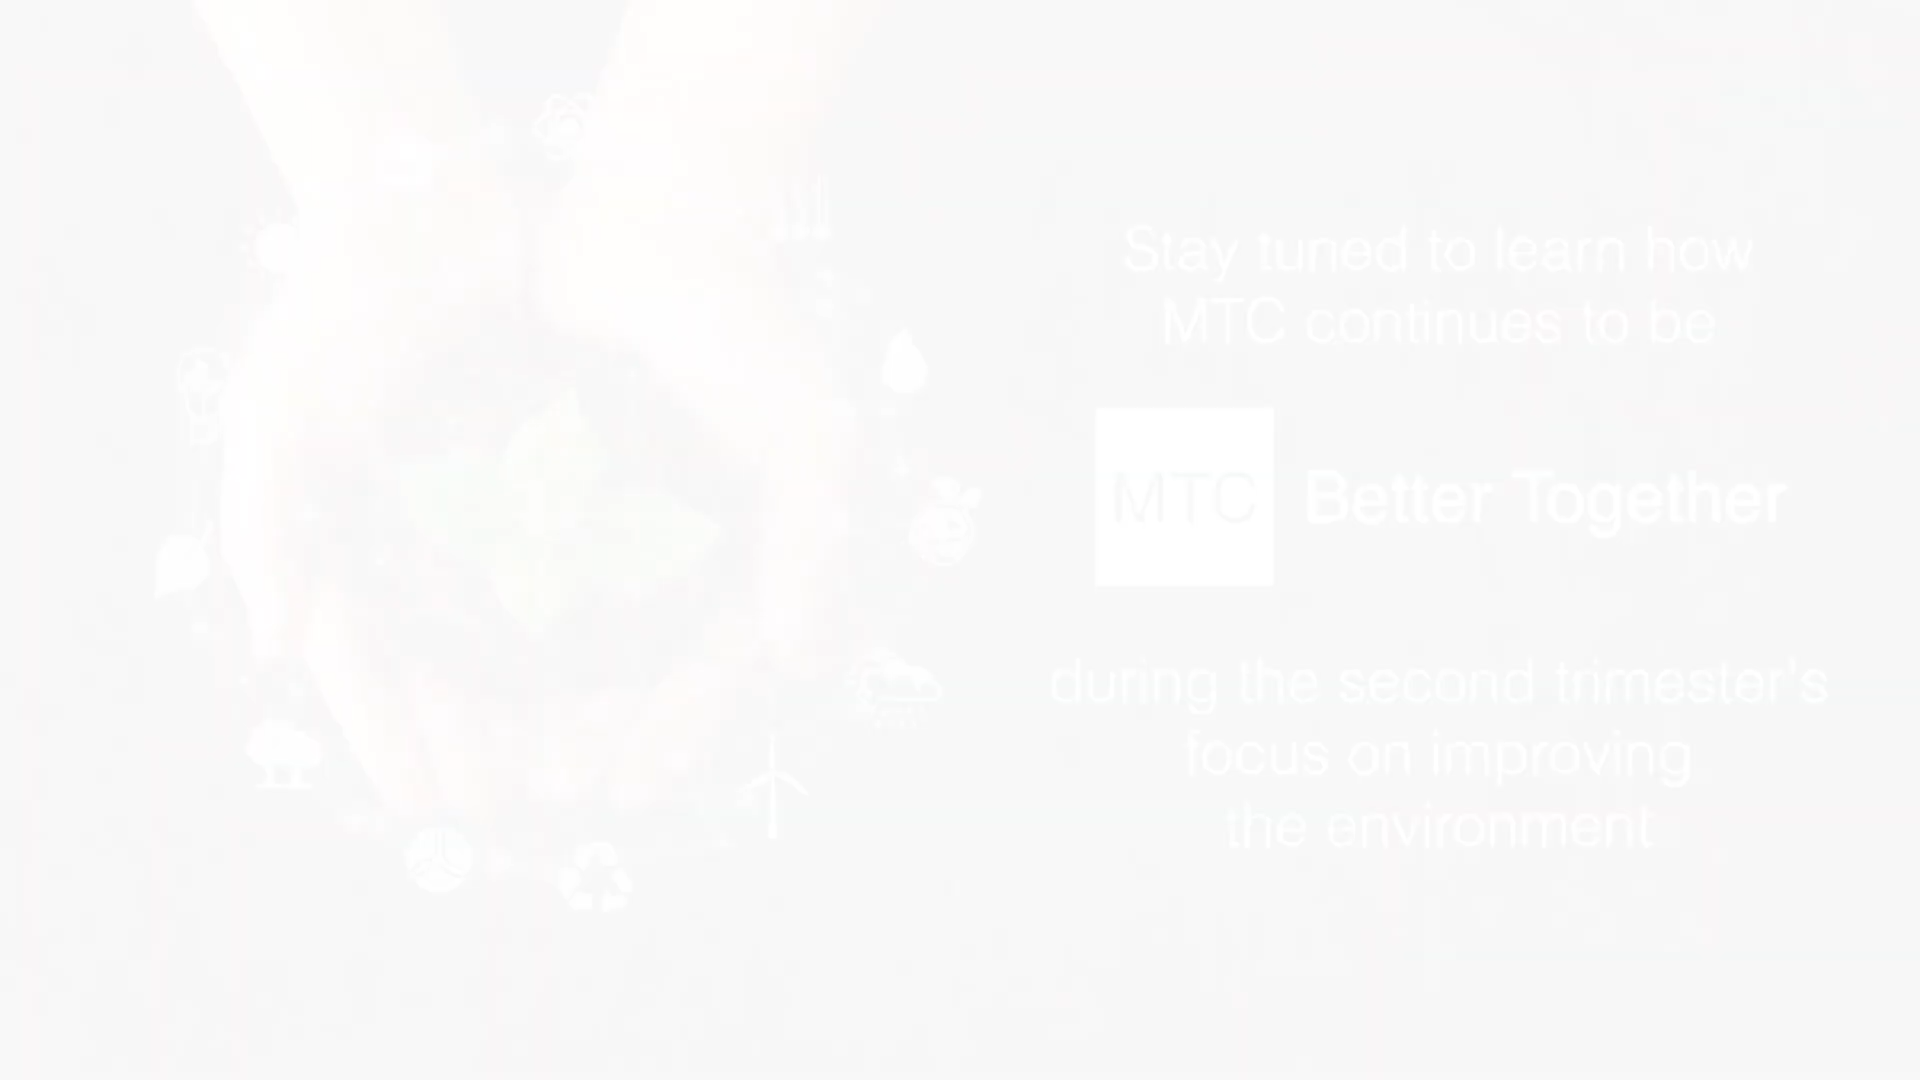 Stay tuned to learn how
MTC continues to be
MTC Better Together
during the second trimester's
focus on improving
the environment